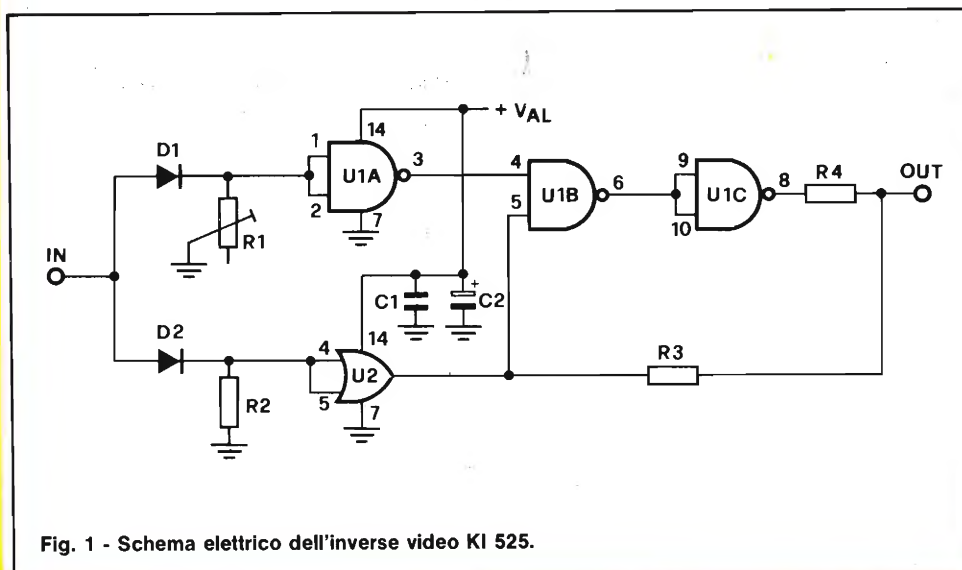 + VAL
14
1
D1
3
U1A
2
7
R1
4
5
U1B
6
9
U1C
10
8
R4
OUT
IN
D2
14
C1
+
C2
4
U2
5
7
R2
R3
Fig. 1 - Schema elettrico dell'inverse video KI 525.